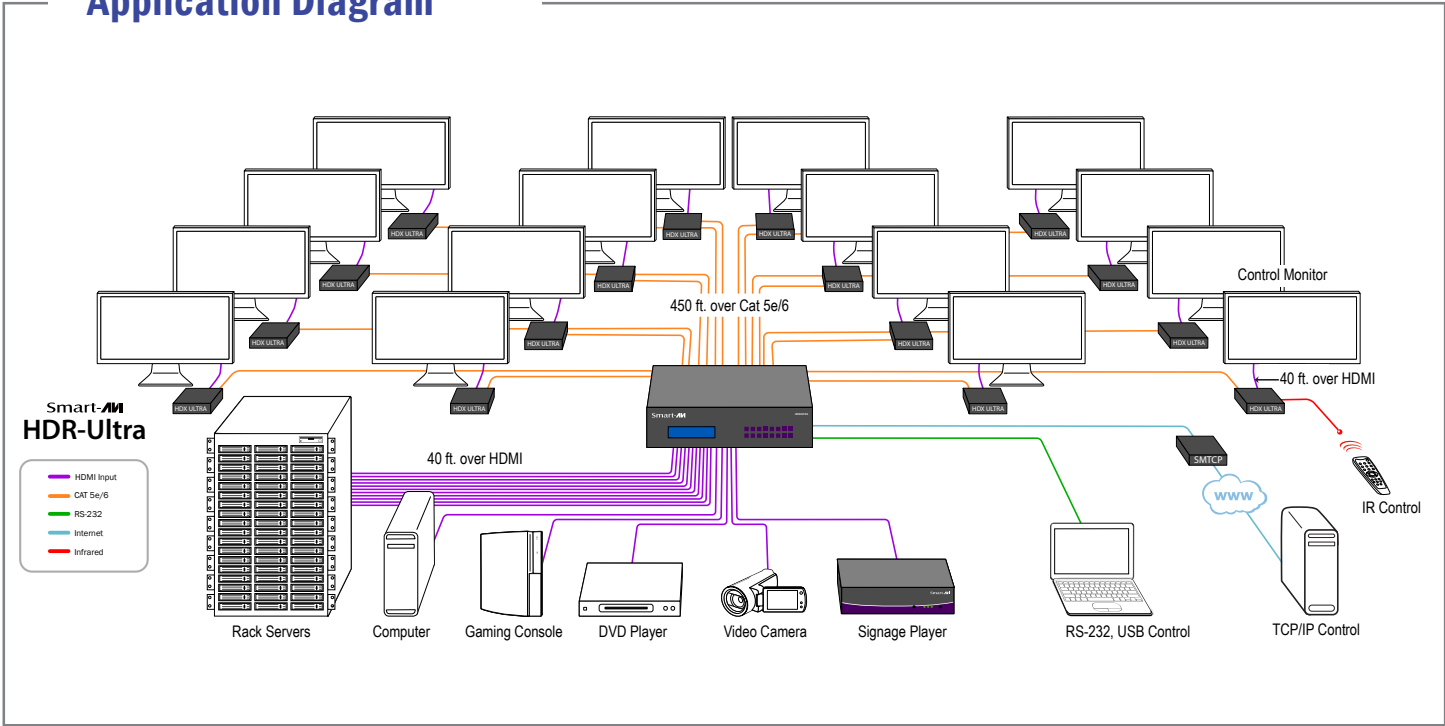 Application Diagram
HDX ULTRA
HDX ULTRA
HDX ULTRA
HDX ULTRA
HDX ULTRA
HDX ULTRA
HDX ULTRA
HDX ULTRA
Control Monitor
450 ft. over Cat 5e/6
HDX ULTRA
HDX ULTRA
HDX ULTRA
HDX ULTRA
40 ft. over HDMI
HDX ULTRA
HDX ULTRA
HDX ULTRA
HDX ULTRA
Smart-AVI
HDR-Ultra
Smart-AVI
40 ft. over HDMI
SMTCP
HDMI Input
CAT 5e/6
RS-232
Internet
Infrared
www
IR Control
Smart-AVI
Rack Servers
Computer
Gaming Console
DVD Player
Video Camera
Signage Player
RS-232, USB Control
TCP/IP Control